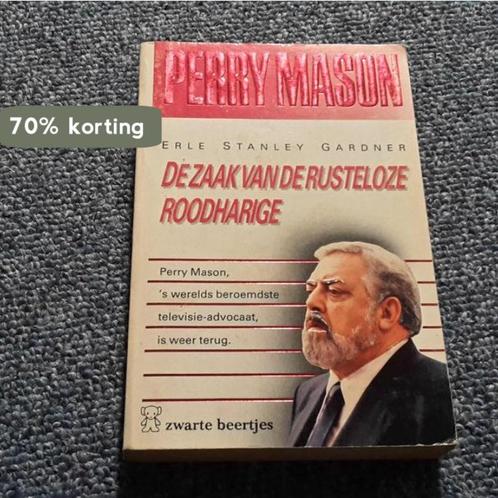 PERRY MASON
70% korting
ERLE STANLEY GARDNER
DE ZAAK VAN DE RUSTELOZE
ROODHARIGE
Perry Mason,
's werelds beroemdste
televisie-advocaat,
is weer terug.
zwarte beertjes